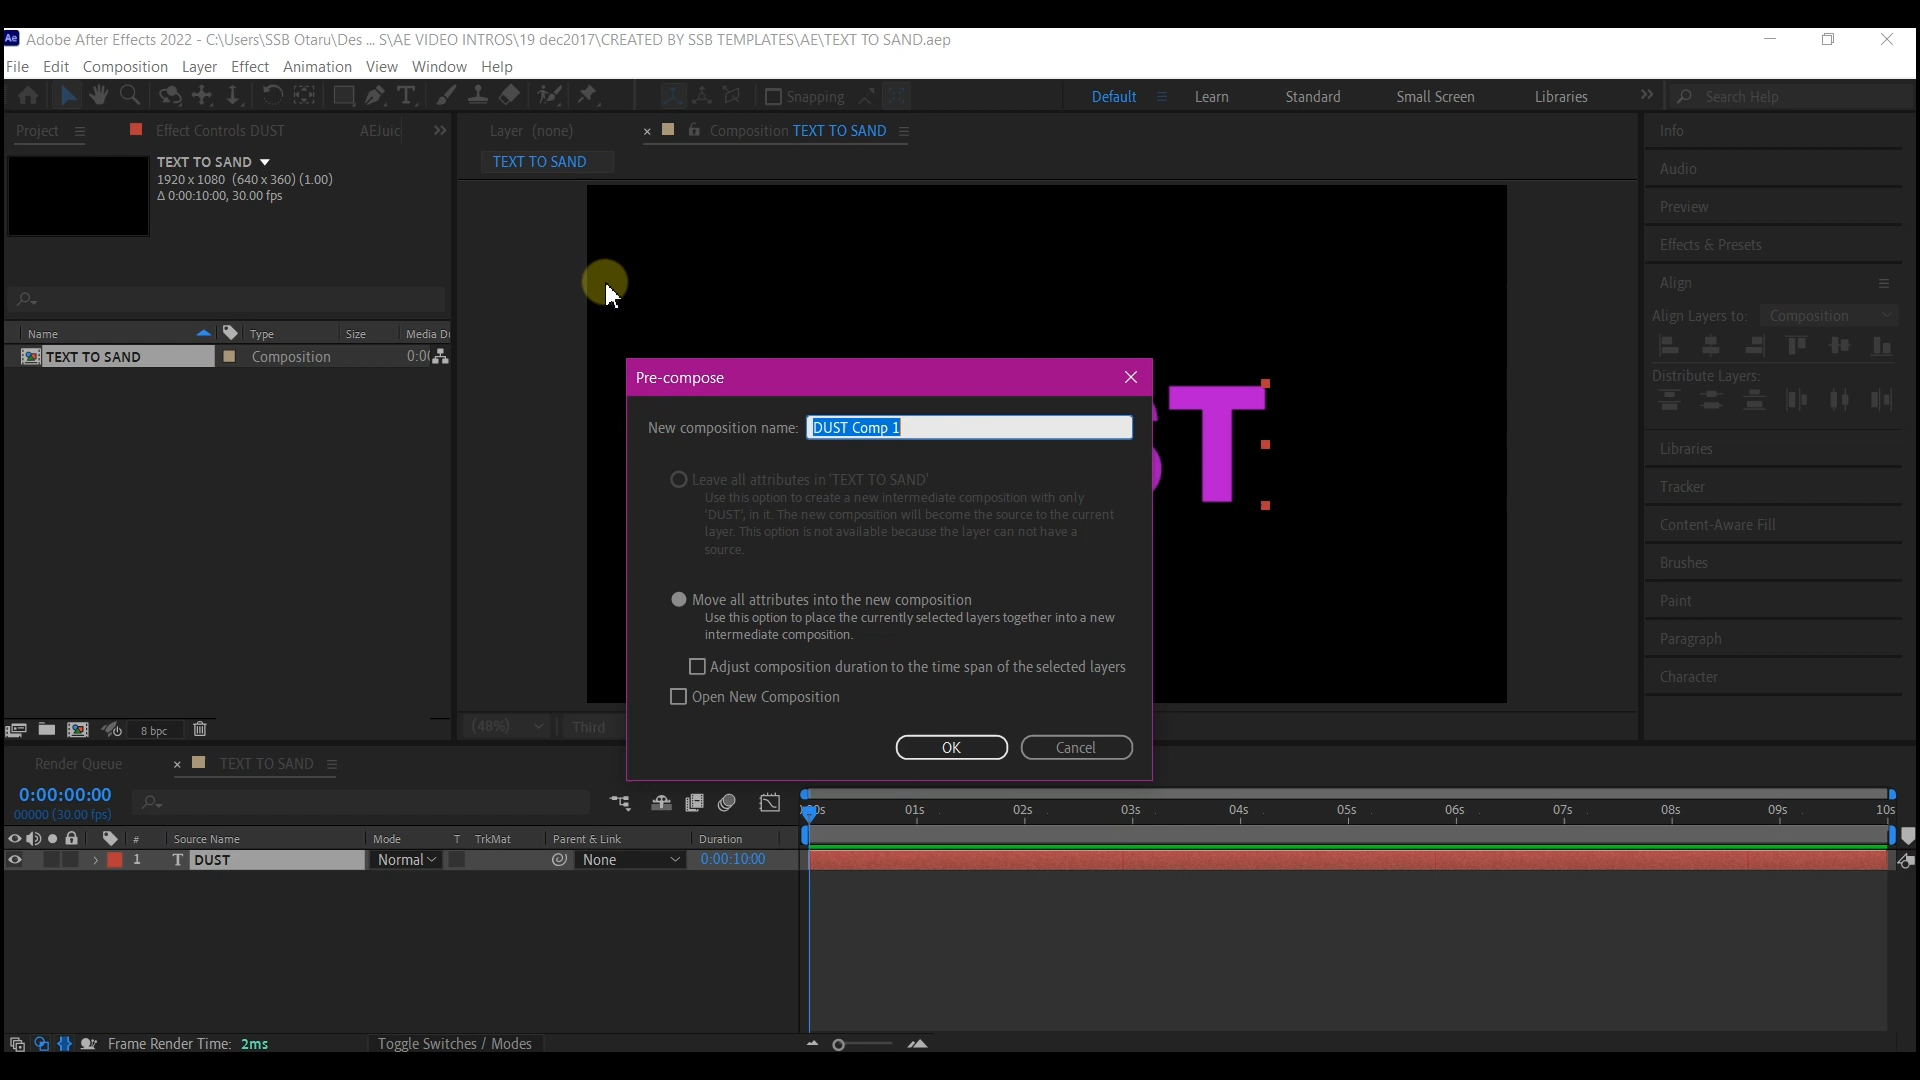 Ae Adobe After Effects 2022 - C:\Users\SSB Otaru\Des ... S\AE VIDEO INTROS\19 dec2017\CREATED BY SSB TEMPLATES\AE\TEXT TO SAND.aep
File Edit Composition Layer Effect Animation View Window Help
Snapping Default Learn Standard Small Screen Libraries Search Help
Project Effect Controls DUST AEJuic Layer (none) Composition TEXT TO SAND Info
TEXT TO SAND
1920 x 1080 (640 x 360) (1.00)
Δ 0:00:10:00, 30.00 fps
TEXT TO SAND
Audio
Preview
Effects & Presets
Align
Align Layers to: Composition
Distribute Layers:
Libraries
Tracker
Content-Aware Fill
Brushes
Paint
Paragraph
Character
Name Type Size Media D
TEXT TO SAND Composition 0:0
8 bpc
ST
Pre-compose
New composition name: DUST Comp 1
Leave all attributes in 'TEXT TO SAND'
Use this option to create a new intermediate composition with only
'DUST', in it. The new composition will become the source to the current
layer. This option is not available because the layer can not have a
source.
Move all attributes into the new composition
Use this option to place the currently selected layers together into a new
intermediate composition.
Adjust composition duration to the time span of the selected layers
Open New Composition
OK Cancel
(48%) Third
Render Queue TEXT TO SAND
0:00:00:00
00000 (30.00 fps)
0s 01s 02s 03s 04s 05s 06s 07s 08s 09s 10s
# Source Name Mode T TrkMat Parent & Link Duration
1 T DUST Normal None 0:00:10:00
Frame Render Time: 2ms Toggle Switches / Modes